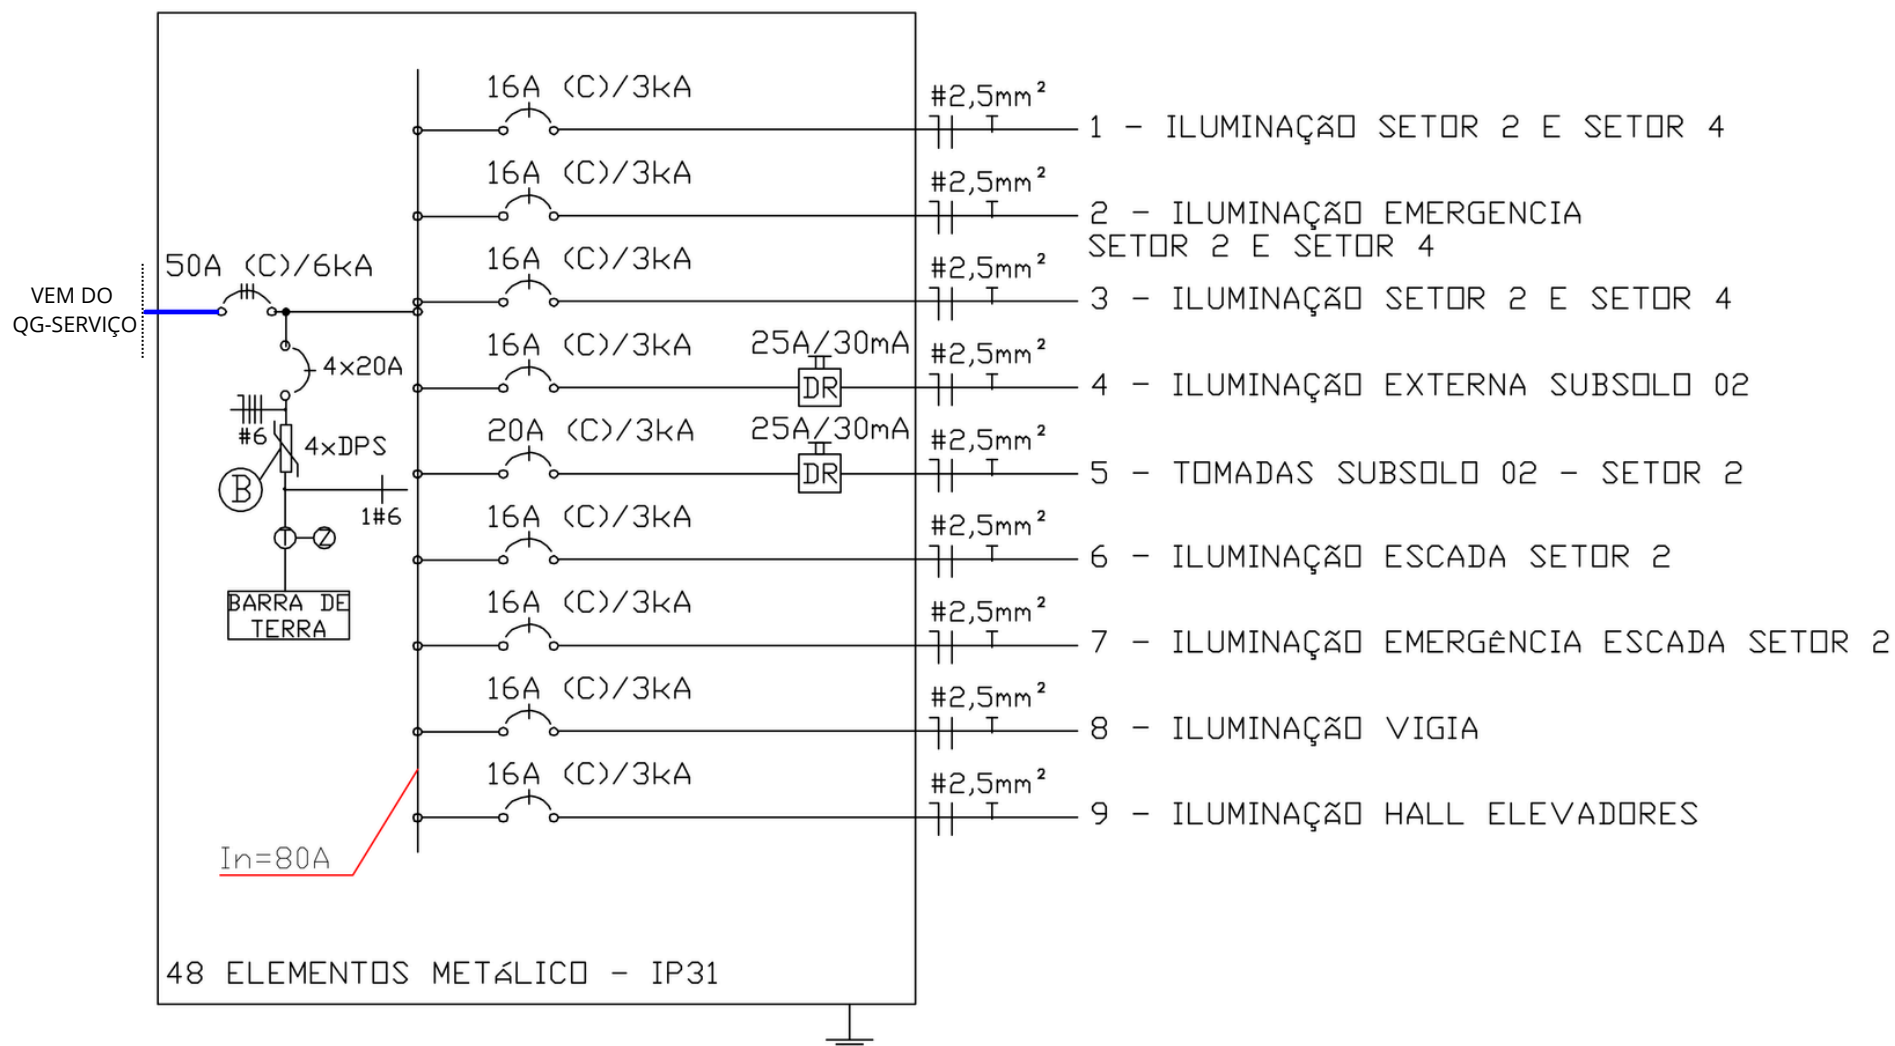 16A (C)/3kA
#2,5mm²
1 - ILUMINAÇÃO SETOR 2 E SETOR 4
16A (C)/3kA
#2,5mm²
2 - ILUMINAÇÃO EMERGENCIA
SETOR 2 E SETOR 4
50A (C)/6kA
16A (C)/3kA
#2,5mm²
3 - ILUMINAÇÃO SETOR 2 E SETOR 4
VEM DO
QG-SERVIÇO
16A (C)/3kA
25A/30mA
DR
#2,5mm²
4 - ILUMINAÇÃO EXTERNA SUBSOLO 02
4x20A
#6
4xDPS
B
1#6
T
Z
BARRA DE
TERRA
20A (C)/3kA
25A/30mA
DR
#2,5mm²
5 - TOMADAS SUBSOLO 02 - SETOR 2
16A (C)/3kA
#2,5mm²
6 - ILUMINAÇÃO ESCADA SETOR 2
16A (C)/3kA
#2,5mm²
7 - ILUMINAÇÃO EMERGÊNCIA ESCADA SETOR 2
16A (C)/3kA
#2,5mm²
8 - ILUMINAÇÃO VIGIA
16A (C)/3kA
#2,5mm²
9 - ILUMINAÇÃO HALL ELEVADORES
In=80A
48 ELEMENTOS METÁLICO - IP31